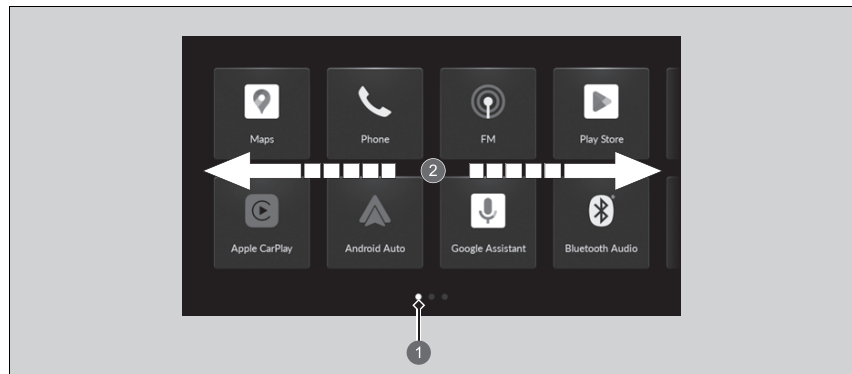 Maps
Phone
FM
Play Store
2
Apple CarPlay
Android Auto
Google Assistant
Bluetooth Audio
1